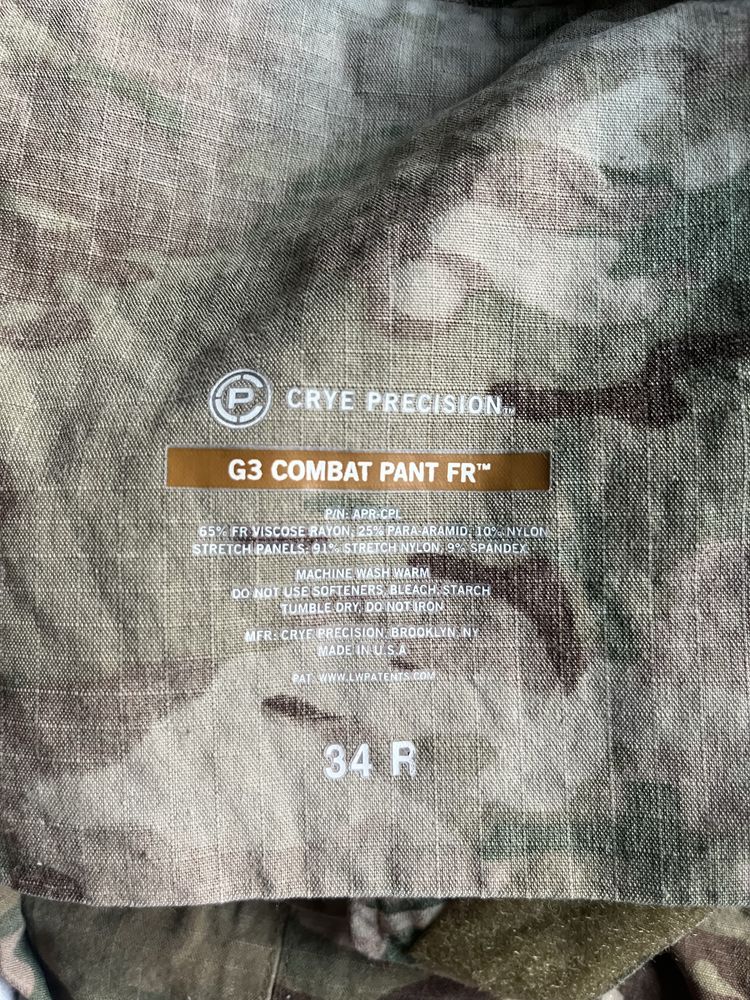 CP CRYE PRECISION™
G3 COMBAT PANT FR™
P/N: APR-CPL
65% FR VISCOSE RAYON, 25% PARA-ARAMID, 10% NYLON
STRETCH PANELS: 91% STRETCH NYLON, 9% SPANDEX
MACHINE WASH WARM
DO NOT USE SOFTENERS, BLEACH, STARCH
TUMBLE DRY, DO NOT IRON
MFR: CRYE PRECISION, BROOKLYN, NY
MADE IN U.S.A
PAT. WWW.LWPATENTS.COM
34 R